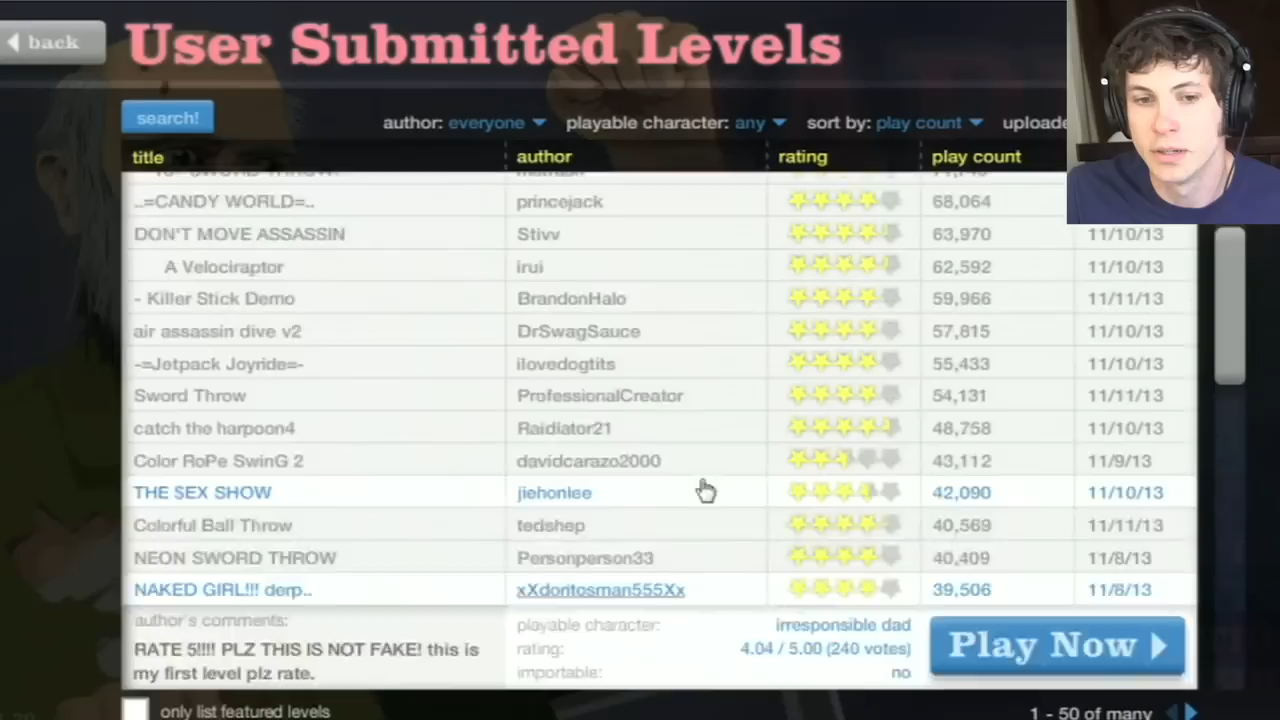 back
User Submitted Levels
search!
author: everyone playable character: any sort by: play count uploade
title author rating play count
..=CANDY WORLD=.. princejack 68,064
DON'T MOVE ASSASSIN Stivv 63,970 11/10/13
A Velociraptor irui 62,592 11/10/13
- Killer Stick Demo BrandonHalo 59,966 11/11/13
air assassin dive v2 DrSwagSauce 57,815 11/10/13
-=Jetpack Joyride=- ilovedogtits 55,433 11/10/13
Sword Throw ProfessionalCreator 54,131 11/11/13
catch the harpoon4 Raidiator21 48,758 11/10/13
Color RoPe SwinG 2 davidcarazo2000 43,112 11/9/13
THE SEX SHOW jiehonlee 42,090 11/10/13
Colorful Ball Throw tedshep 40,569 11/11/13
NEON SWORD THROW Personperson33 40,409 11/8/13
NAKED GIRL!!! derp.. xXdoritosman555Xx 39,506 11/8/13
author's comments:
RATE 5!!!! PLZ THIS IS NOT FAKE! this is
my first level plz rate.
playable character: irresponsible dad
rating: 4.04 / 5.00 (240 votes)
importable: no
Play Now
only list featured levels
1 - 50 of many